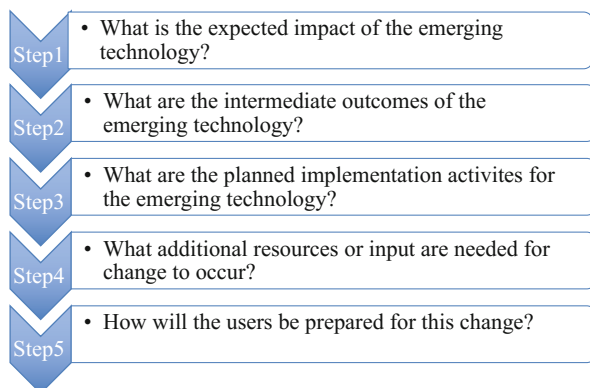 Step1
• What is the expected impact of the emerging
technology?
Step2
• What are the intermediate outcomes of the
emerging technology?
Step3
• What are the planned implementation activites for
the emerging technology?
Step4
• What additional resources or input are needed for
change to occur?
Step5
• How will the users be prepared for this change?